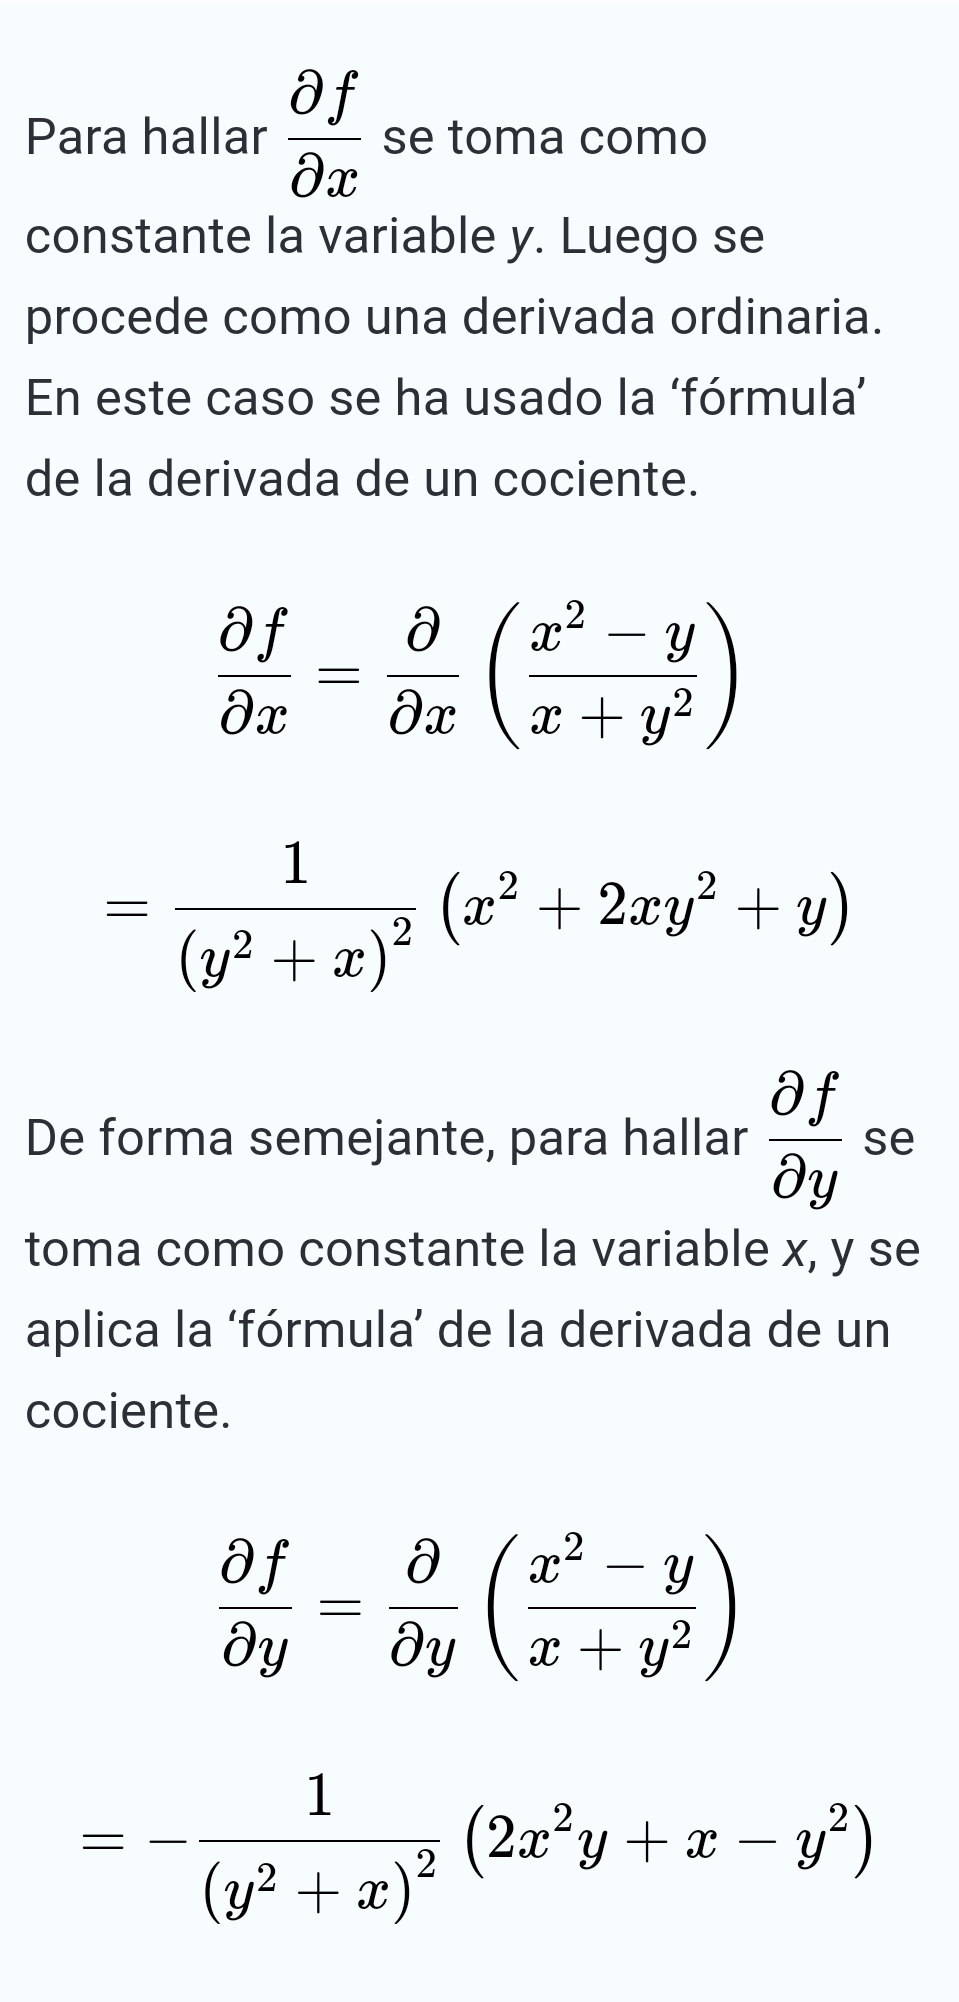 Para hallar ∂f/∂x se toma como
constante la variable y. Luego se
procede como una derivada ordinaria.
En este caso se ha usado la ‘fórmula’
de la derivada de un cociente.
∂f/∂x = ∂/∂x ((x² − y)/(x + y²))
= 1/(y² + x)² (x² + 2xy² + y)
De forma semejante, para hallar ∂f/∂y se
toma como constante la variable x, y se
aplica la ‘fórmula’ de la derivada de un
cociente.
∂f/∂y = ∂/∂y ((x² − y)/(x + y²))
= −1/(y² + x)² (2x²y + x − y²)